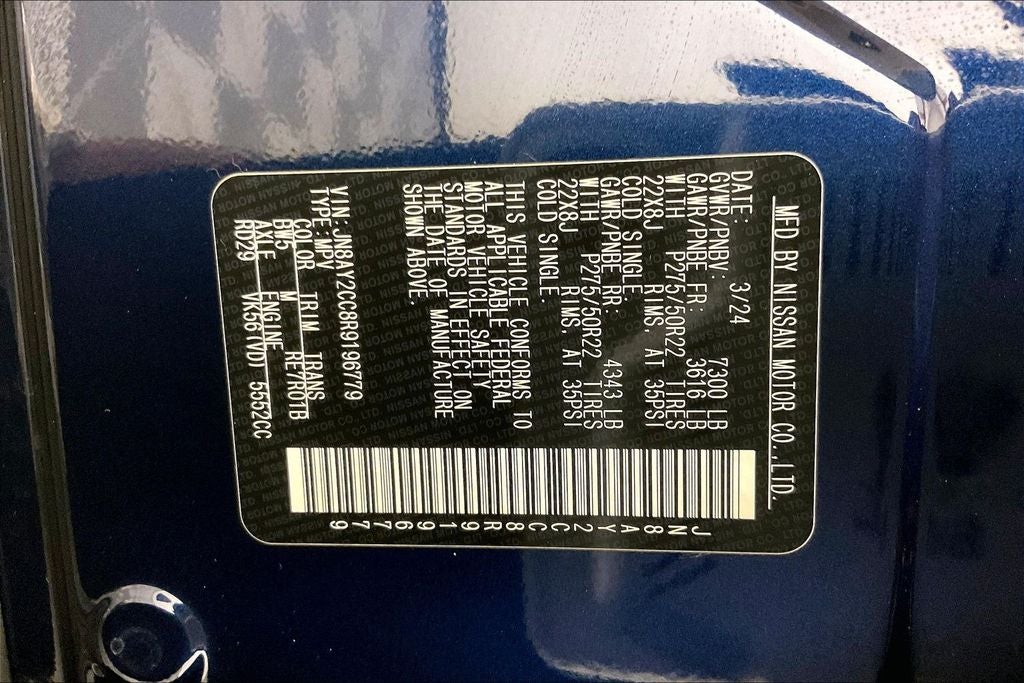 MFD BY NISSAN MOTOR CO.,LTD.
DATE: 3/24
GVWR/PNBV: 7300 LB
GAWR/PNBE FR: 3616 LB
WITH P275/50R22 TIRES
22X8J RIMS, AT 35PSI
COLD SINGLE.
GAWR/PNBE RR: 4343 LB
WITH P275/50R22 TIRES
22X8J RIMS, AT 35PSI
COLD SINGLE.
THIS VEHICLE CONFORMS TO
ALL APPLICABLE FEDERAL
MOTOR VEHICLE SAFETY
STANDARDS IN EFFECT ON
THE DATE OF MANUFACTURE
SHOWN ABOVE.
VIN:JN8AY2CC8R9196779
TYPE:MPV
COLOR TRIM TRANS
BW5 M RE7R01B
AXLE ENGINE
RD29 VK56(VD) 5552CC
JN8AY2CC8R9196779